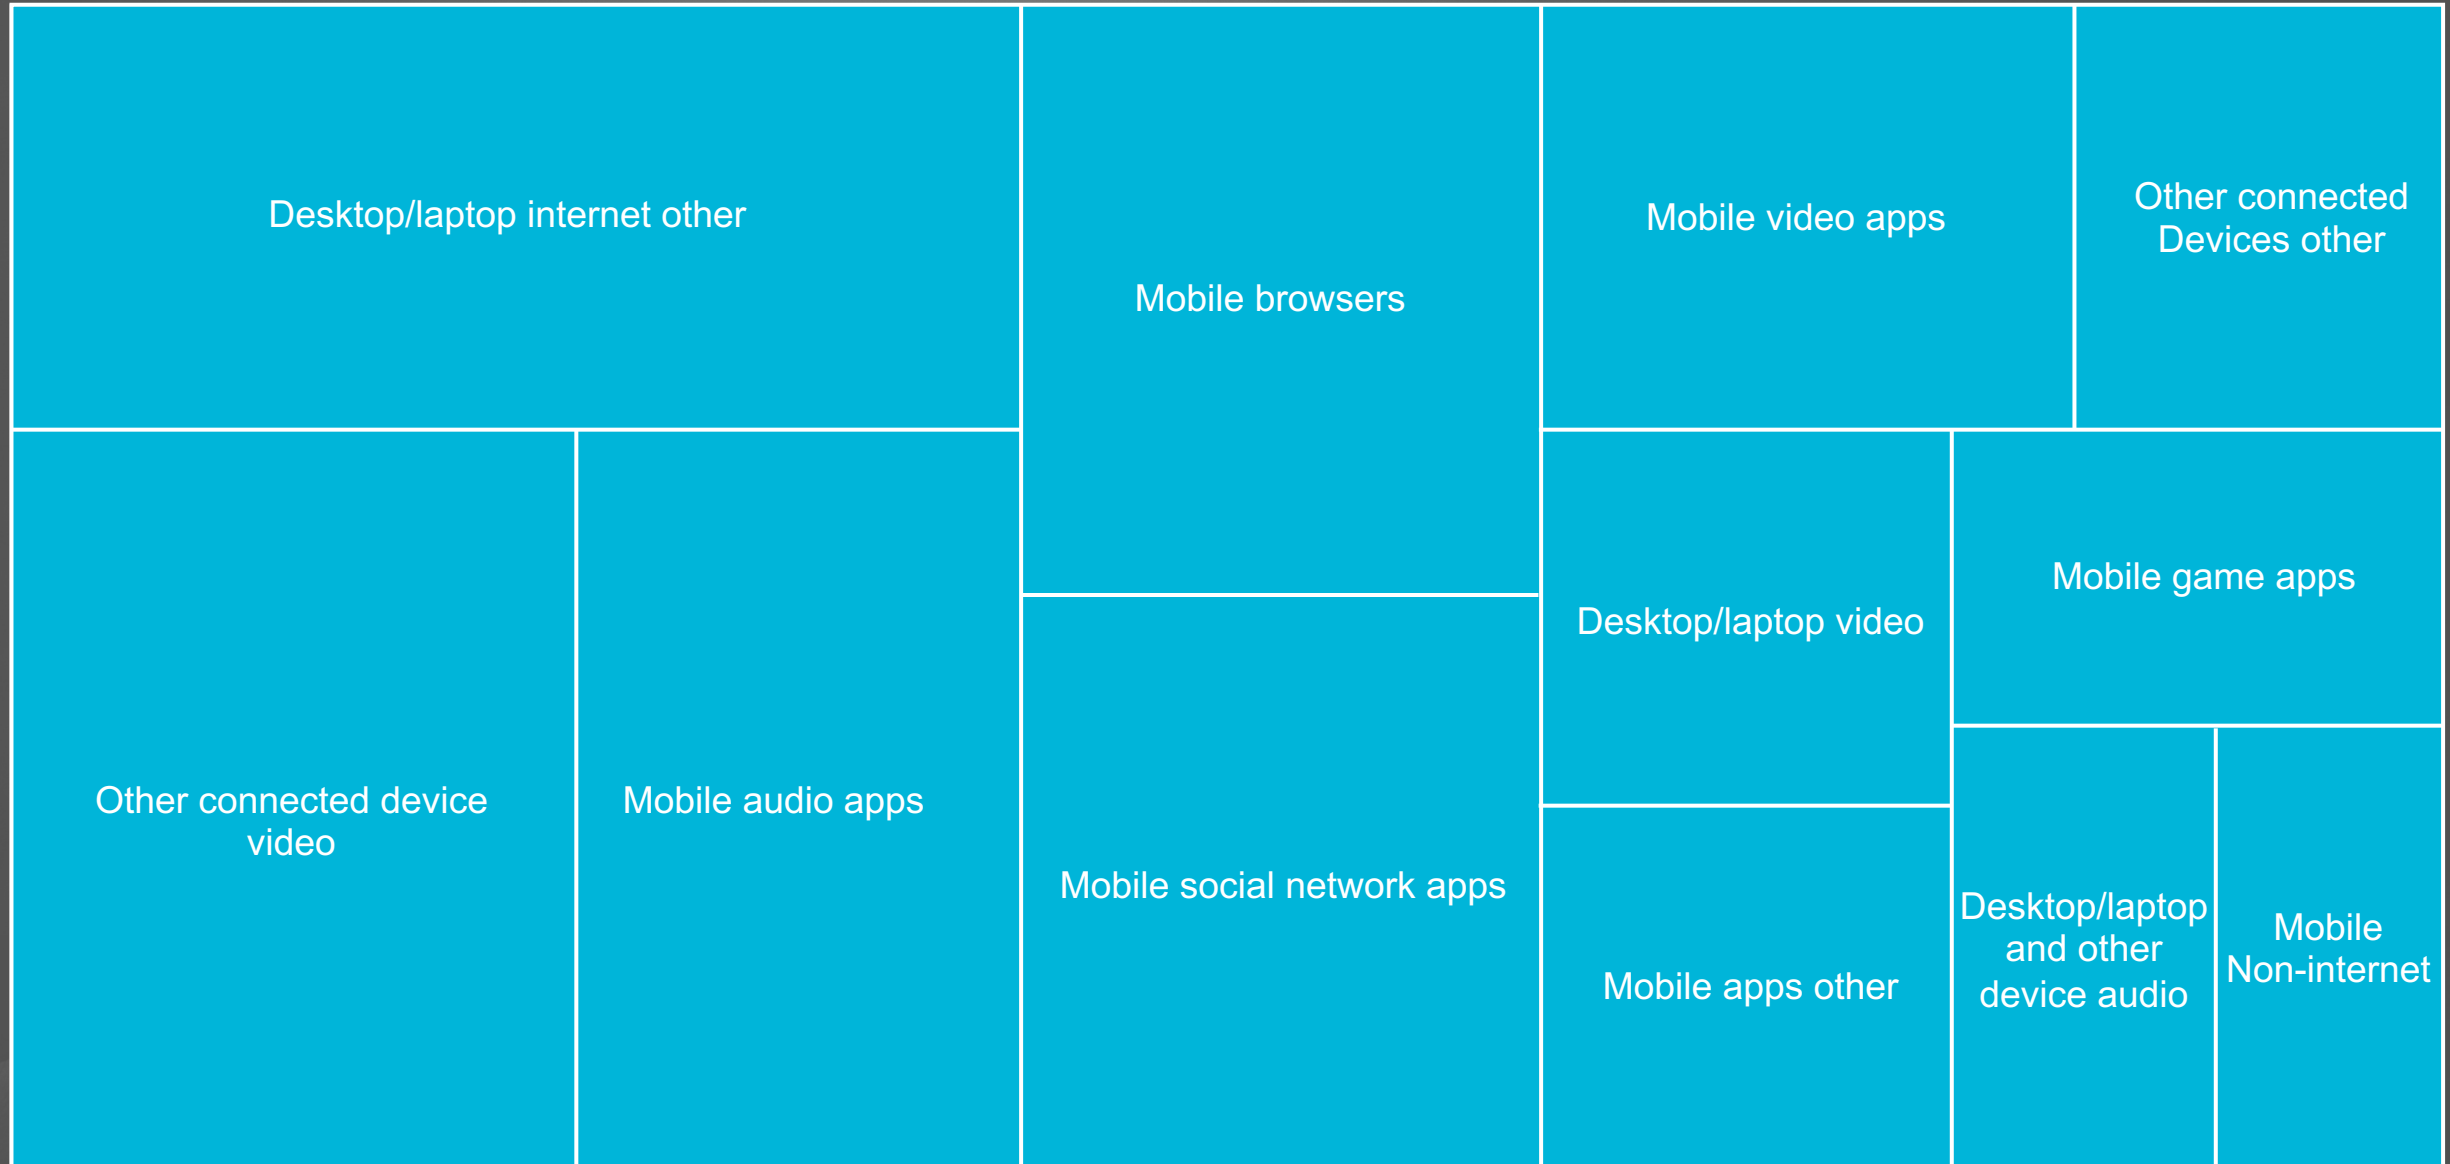 Desktop/laptop internet other
Mobile browsers
Mobile video apps
Other connected
Devices other
Other connected device
video
Mobile audio apps
Mobile social network apps
Desktop/laptop video
Mobile game apps
Mobile apps other
Desktop/laptop
and other
device audio
Mobile
Non-internet